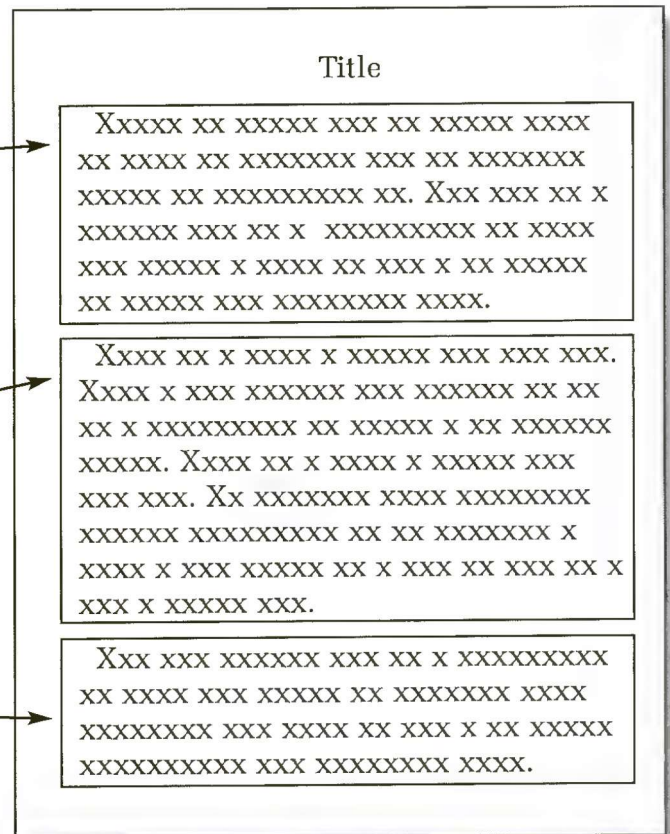 Title
Xxxxx xx xxxxx xxx xx xxxxx xxxx
xx xxxx xx xxxxxxx xxx xx xxxxxxx
xxxxx xx xxxxxxxxx xx. Xxx xxx xx x
xxxxxx xxx xx x xxxxxxxxx xx xxxx
xxx xxxxx x xxxx xx xxx x xx xxxxx
xx xxxxx xxx xxxxxxxx xxxx.
Xxxx xx x xxxx x xxxxx xxx xxx xxx.
Xxxx x xxx xxxxxx xxx xxxxxx xx xx
xx x xxxxxxxxx xx xxxxx x xx xxxxxx
xxxxx. Xxxx xx x xxxx x xxxxx xxx
xxx xxx. Xx xxxxxxx xxxx xxxxxxxx
xxxxxx xxxxxxxxx xx xx xxxxxxx x
xxxx x xxx xxxxx xx x xxx xx xxx xx x
xxx x xxxxx xxx.
Xxx xxx xxxxxx xxx xx x xxxxxxxxx
xx xxxx xxx xxxxx xx xxxxxxx xxxx
xxxxxxxx xxx xxxx xx xxx x xx xxxxx
xxxxxxxxxx xxx xxxxxxxx xxxx.